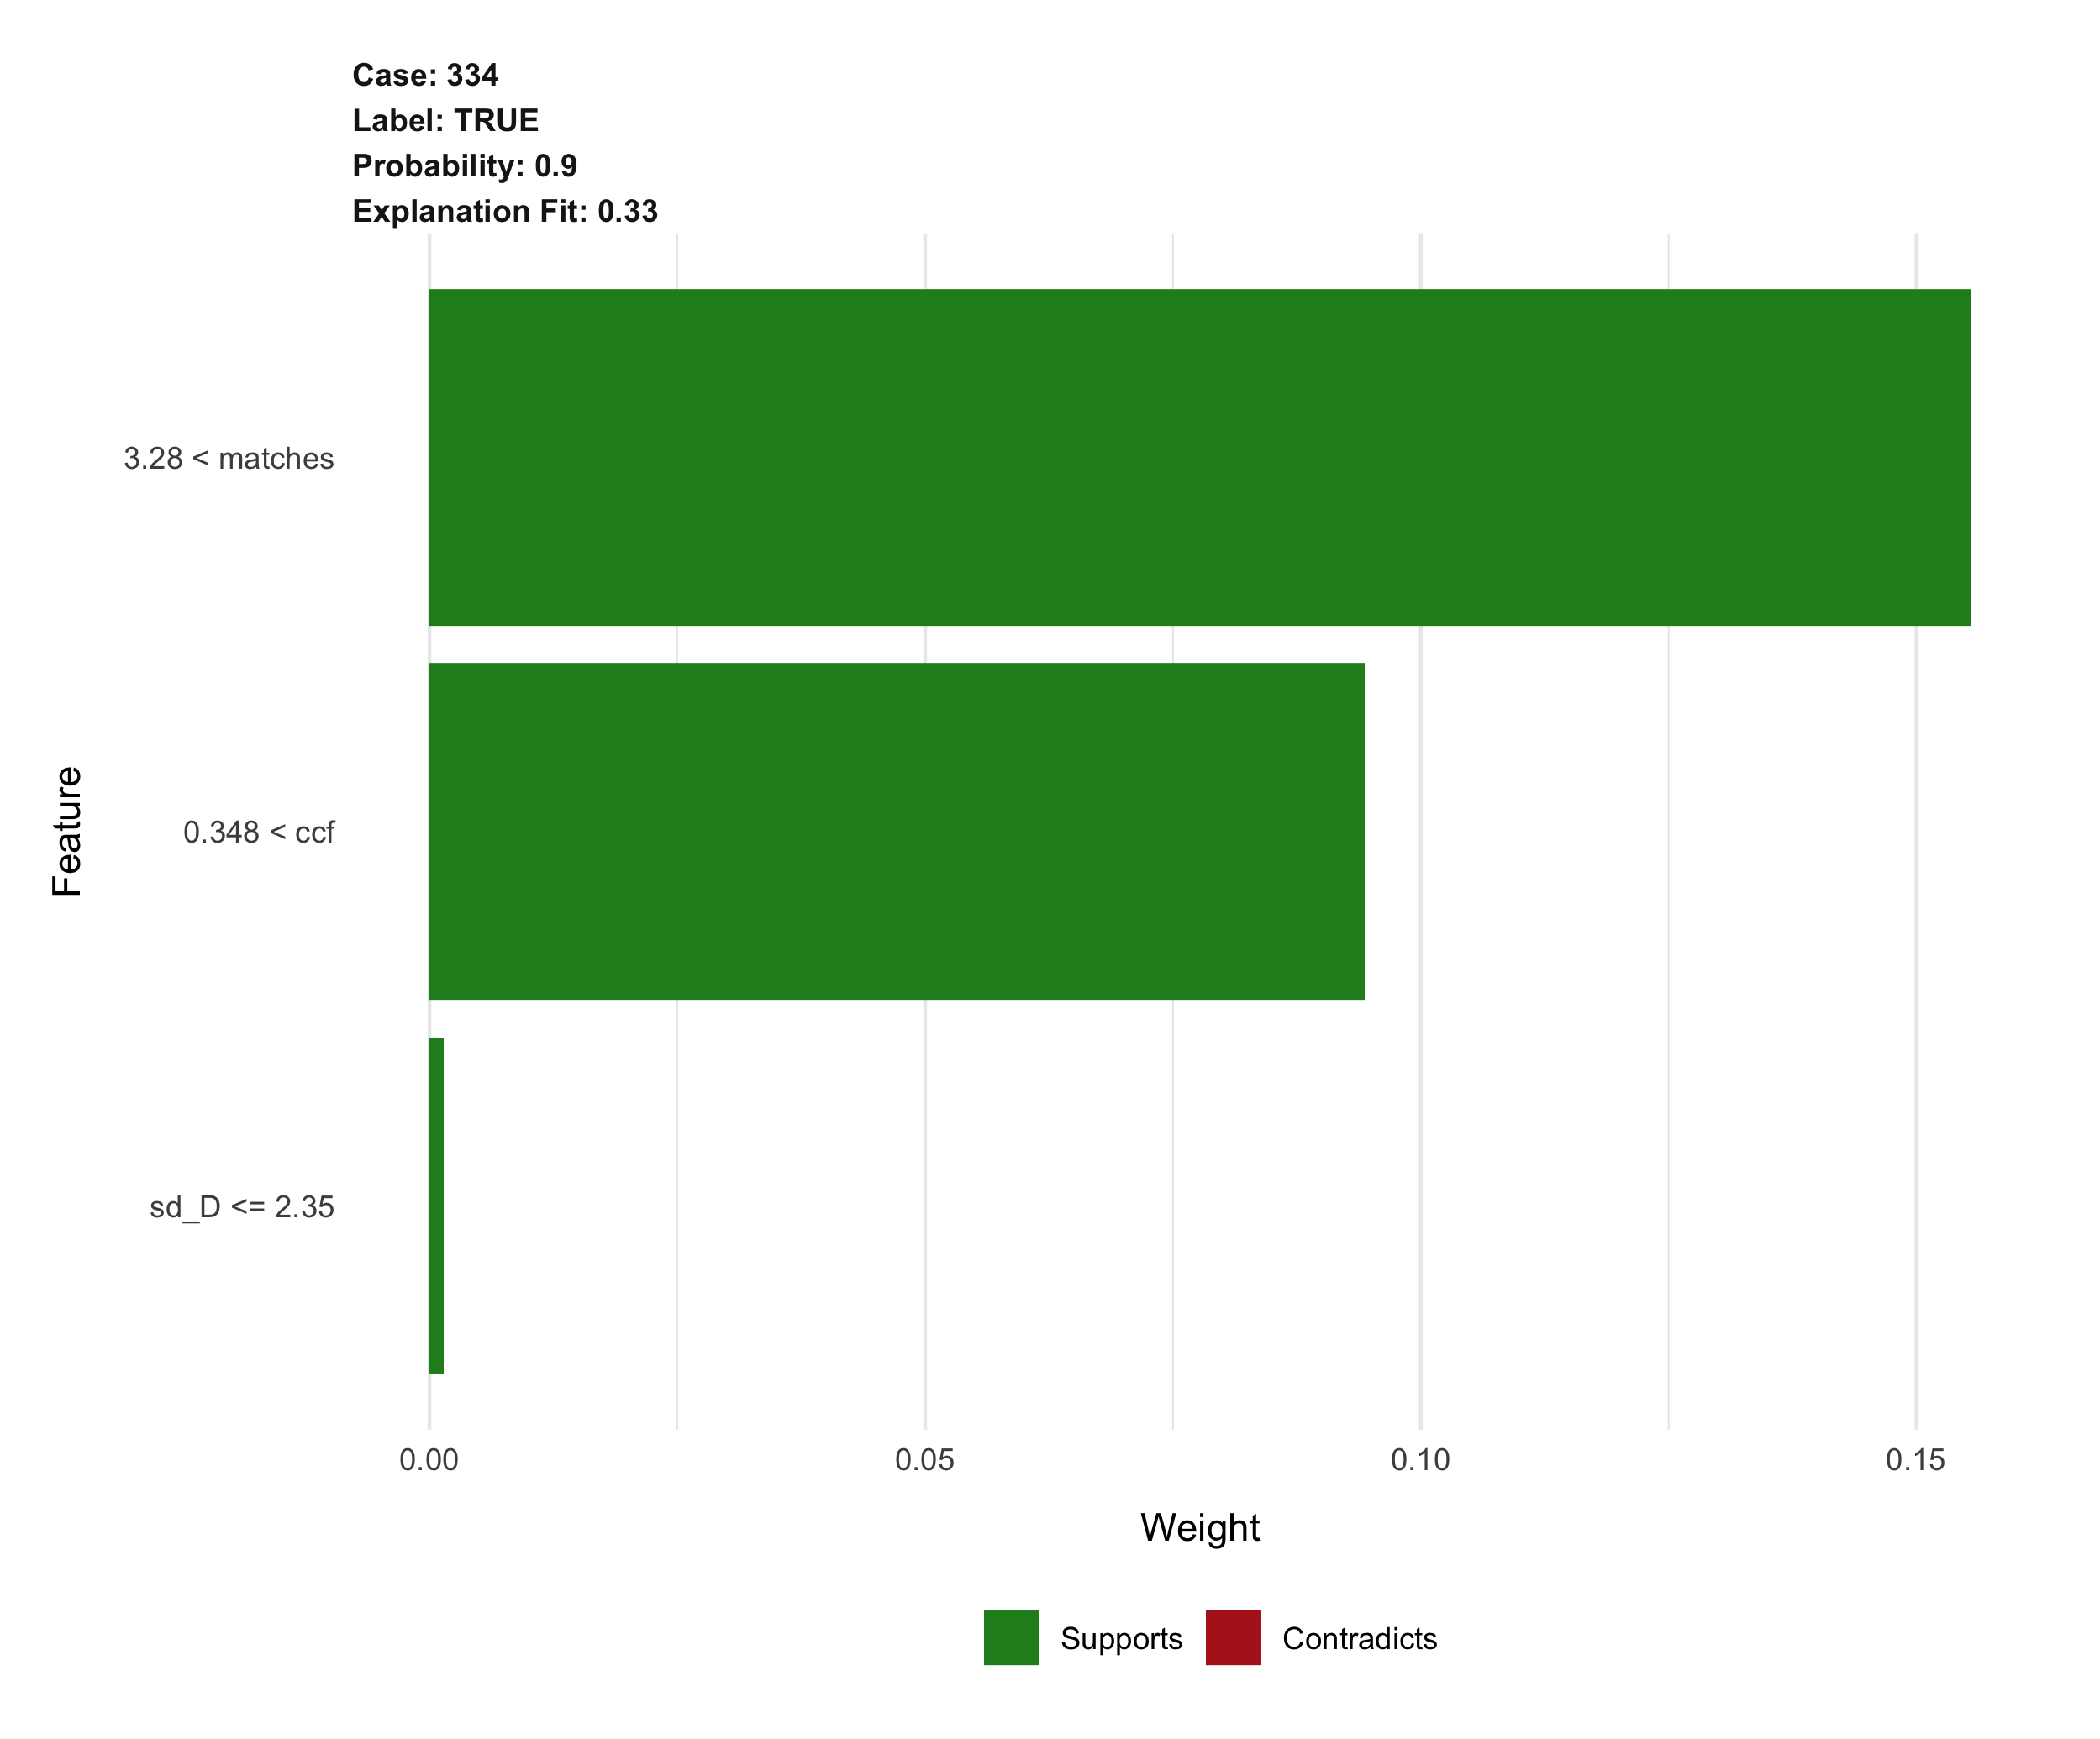 Case: 334
Label: TRUE
Probability: 0.9
Explanation Fit: 0.33
3.28 < matches
0.348 < ccf
sd_D <= 2.35
Feature
0.00 0.05 0.10 0.15
Weight
Supports Contradicts